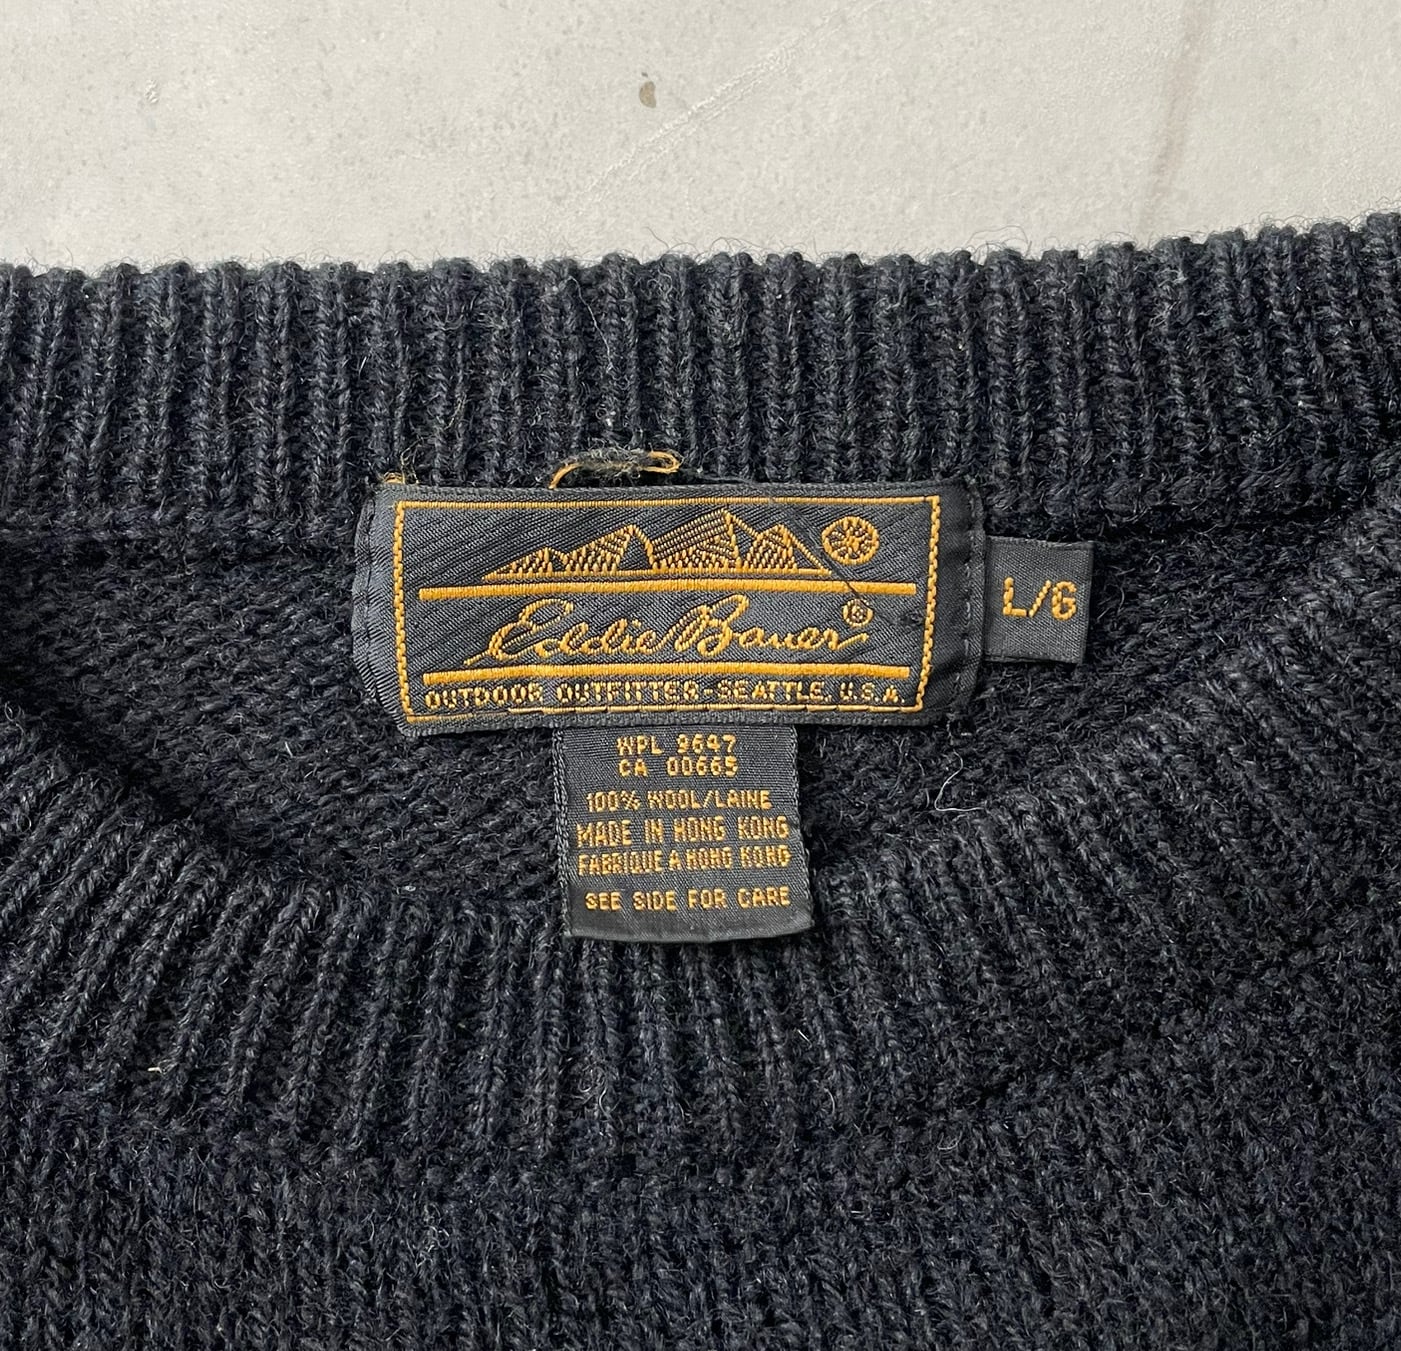 Eddie Bauer®
OUTDOOR OUTFITTER-SEATTLE, U.S.A.
L/G
WPL 9647
CA 00665
100% WOOL/LAINE
MADE IN HONG KONG
FABRIQUE A HONG KONG
SEE SIDE FOR CARE